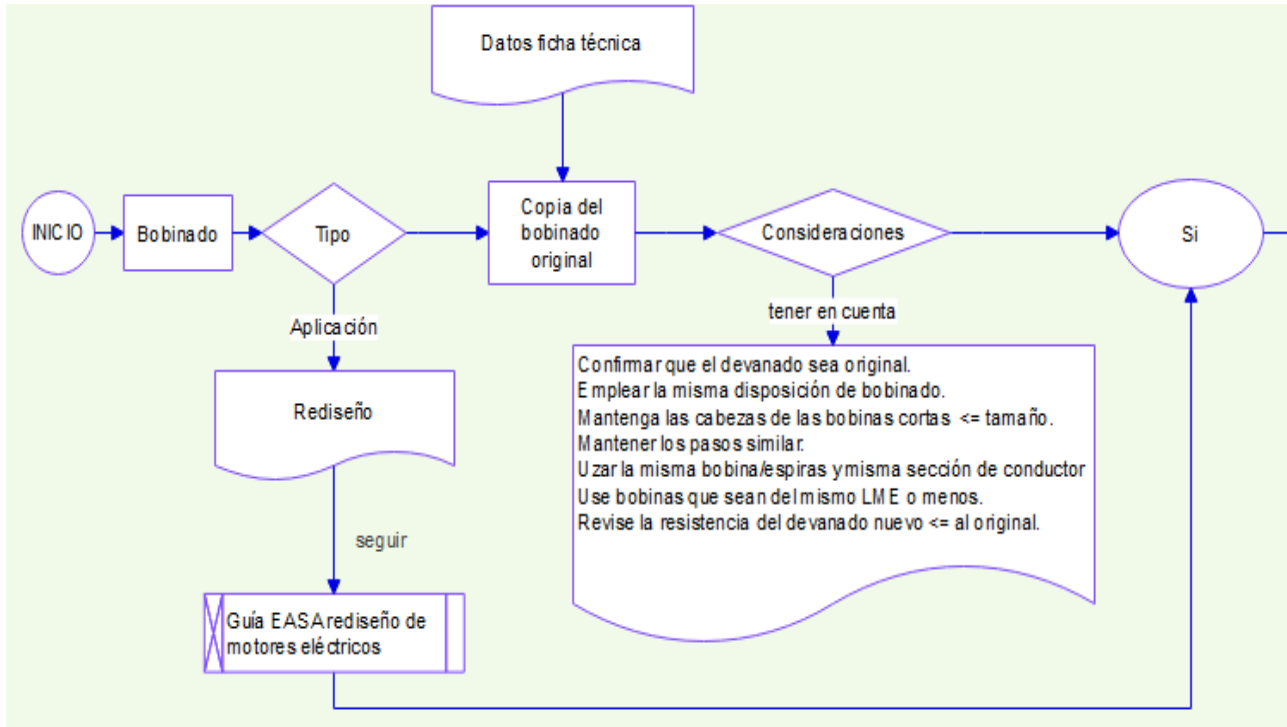 Datos ficha técnica
INICIO
Bobinado
Tipo
Copia del
bobinado
original
Consideraciones
Si
Aplicación
tener en cuenta
Rediseño
Confirmar que el devanado sea original.
Emplear la misma disposición de bobinado.
Mantenga las cabezas de las bobinas cortas <= tamaño.
Mantener los pasos similar.
Uzar la misma bobina/espiras y misma sección de conductor
Use bobinas que sean del mismo LME o menos.
Revise la resistencia del devanado nuevo <= al original.
seguir
Guía EASA rediseño de
motores eléctricos